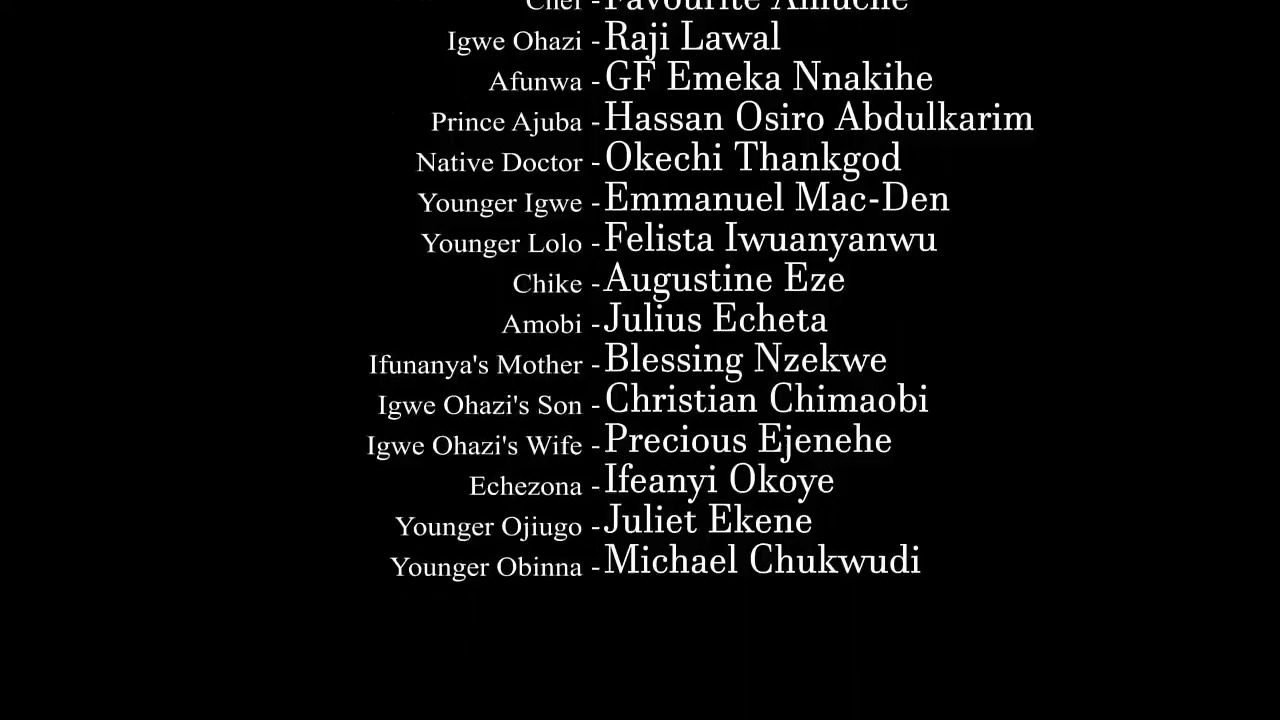 Igwe Ohazi - Raji Lawal
Afunwa - GF Emeka Nnakihe
Prince Ajuba - Hassan Osiro Abdulkarim
Native Doctor - Okechi Thankgod
Younger Igwe - Emmanuel Mac-Den
Younger Lolo - Felista Iwuanyanwu
Chike - Augustine Eze
Amobi - Julius Echeta
Ifunanya's Mother - Blessing Nzekwe
Igwe Ohazi's Son - Christian Chimaobi
Igwe Ohazi's Wife - Precious Ejenehe
Echezona - Ifeanyi Okoye
Younger Ojiugo - Juliet Ekene
Younger Obinna - Michael Chukwudi